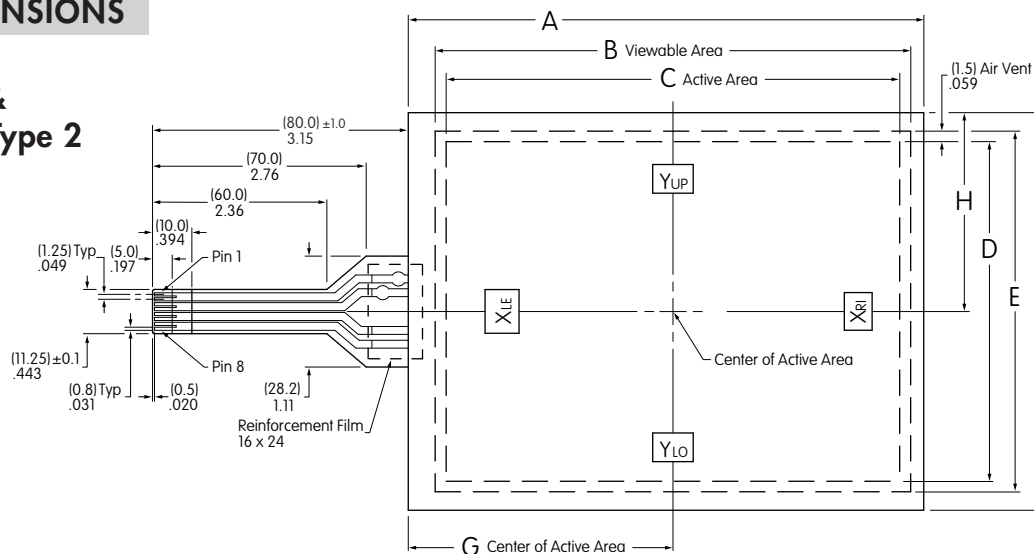 NSIONS
A
B Viewable Area
C Active Area
(1.5) Air Vent
.059
&
Type 2
(80.0) ±1.0
3.15
(70.0)
2.76
(60.0)
2.36
(10.0)
.394
(1.25) Typ
.049
(5.0)
.197
Pin 1
YUP
H
D
E
XLE
XRI
Center of Active Area
(11.25) ±0.1
.443
Pin 8
(0.8) Typ
.031
(0.5)
.020
(28.2)
1.11
Reinforcement Film
16 x 24
YLO
G Center of Active Area